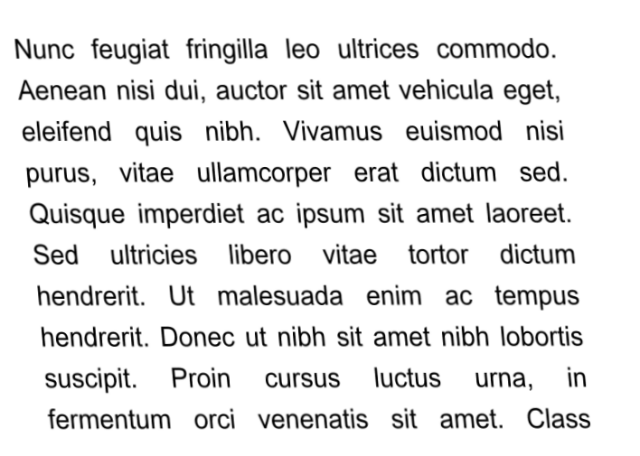 Nunc feugiat fringilla leo ultrices commodo.
Aenean nisi dui, auctor sit amet vehicula eget,
eleifend quis nibh. Vivamus euismod nisi
purus, vitae ullamcorper erat dictum sed.
Quisque imperdiet ac ipsum sit amet laoreet.
Sed ultricies libero vitae tortor dictum
hendrerit. Ut malesuada enim ac tempus
hendrerit. Donec ut nibh sit amet nibh lobortis
suscipit. Proin cursus luctus urna, in
fermentum orci venenatis sit amet. Class